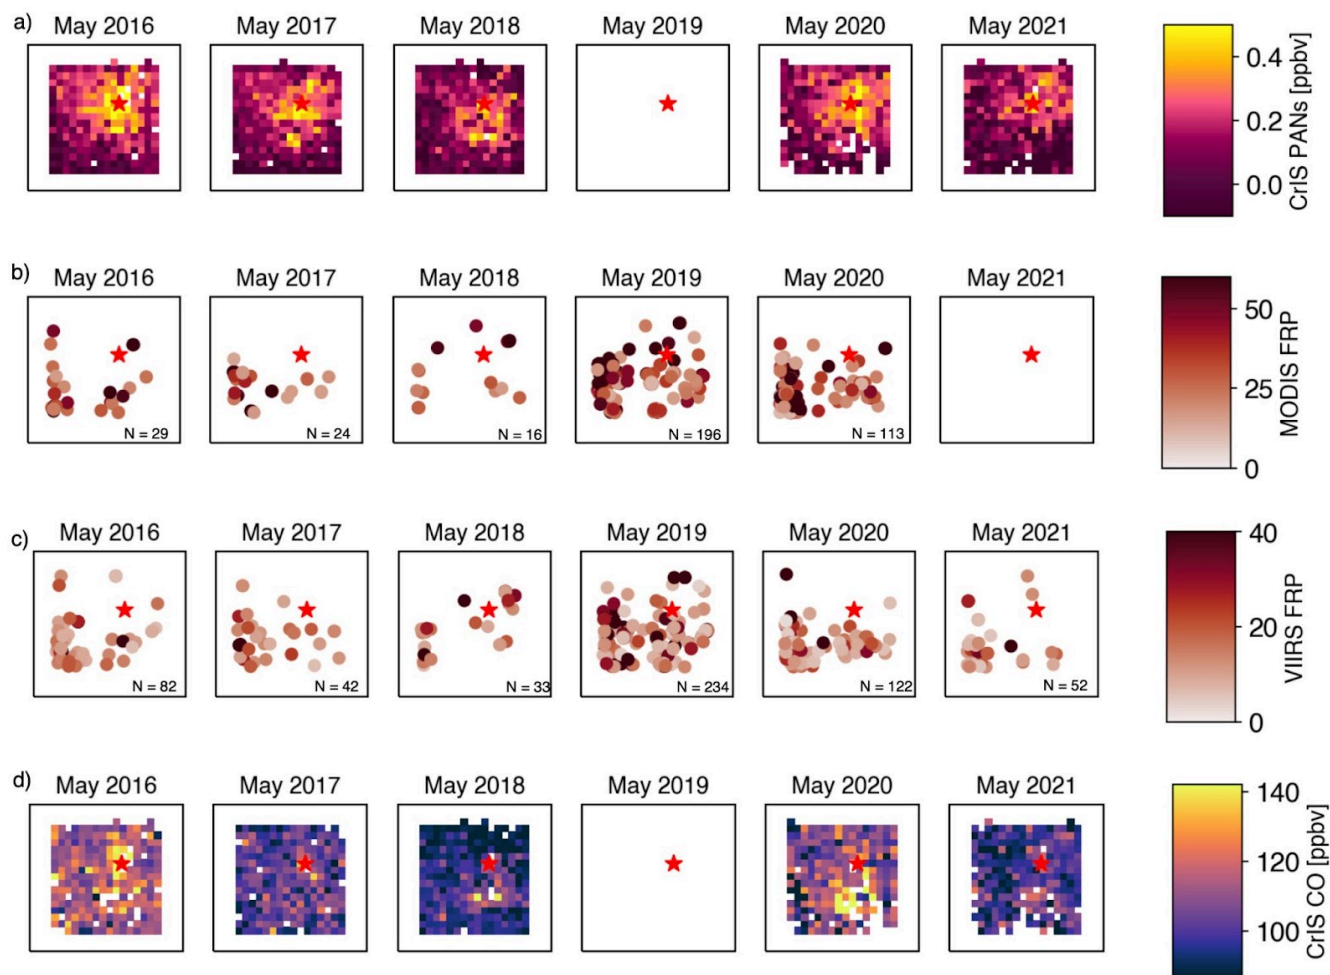 a)
May 2016 May 2017 May 2018 May 2019 May 2020 May 2021
0.4
0.2
0.0
CrIS PANs [ppbv]
b)
May 2016 May 2017 May 2018 May 2019 May 2020 May 2021
N = 29 N = 24 N = 16 N = 196 N = 113
50
25
0
MODIS FRP
c)
May 2016 May 2017 May 2018 May 2019 May 2020 May 2021
N = 82 N = 42 N = 33 N = 234 N = 122 N = 52
40
20
0
VIIRS FRP
d)
May 2016 May 2017 May 2018 May 2019 May 2020 May 2021
140
120
100
CrIS CO [ppbv]